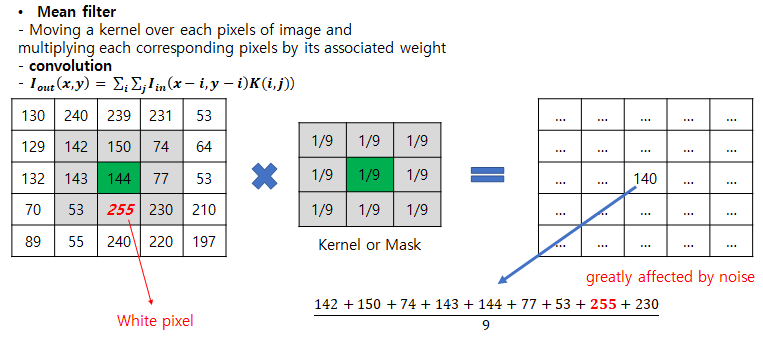 • Mean filter
- Moving a kernel over each pixels of image and
multiplying each corresponding pixels by its associated weight
- convolution
- I_out(x,y) = ∑_i ∑_j I_in(x − i, y − i)K(i,j))
130 240 239 231 53
129 142 150 74 64
132 143 144 77 53
70 53 255 230 210
89 55 240 220 197
White pixel
1/9 1/9 1/9
1/9 1/9 1/9
1/9 1/9 1/9
Kernel or Mask
... ... ... ... ...
... ... ... ... ...
... ... 140 ... ...
... ... ... ... ...
... ... ... ... ...
greatly affected by noise
142 + 150 + 74 + 143 + 144 + 77 + 53 + 255 + 230
9